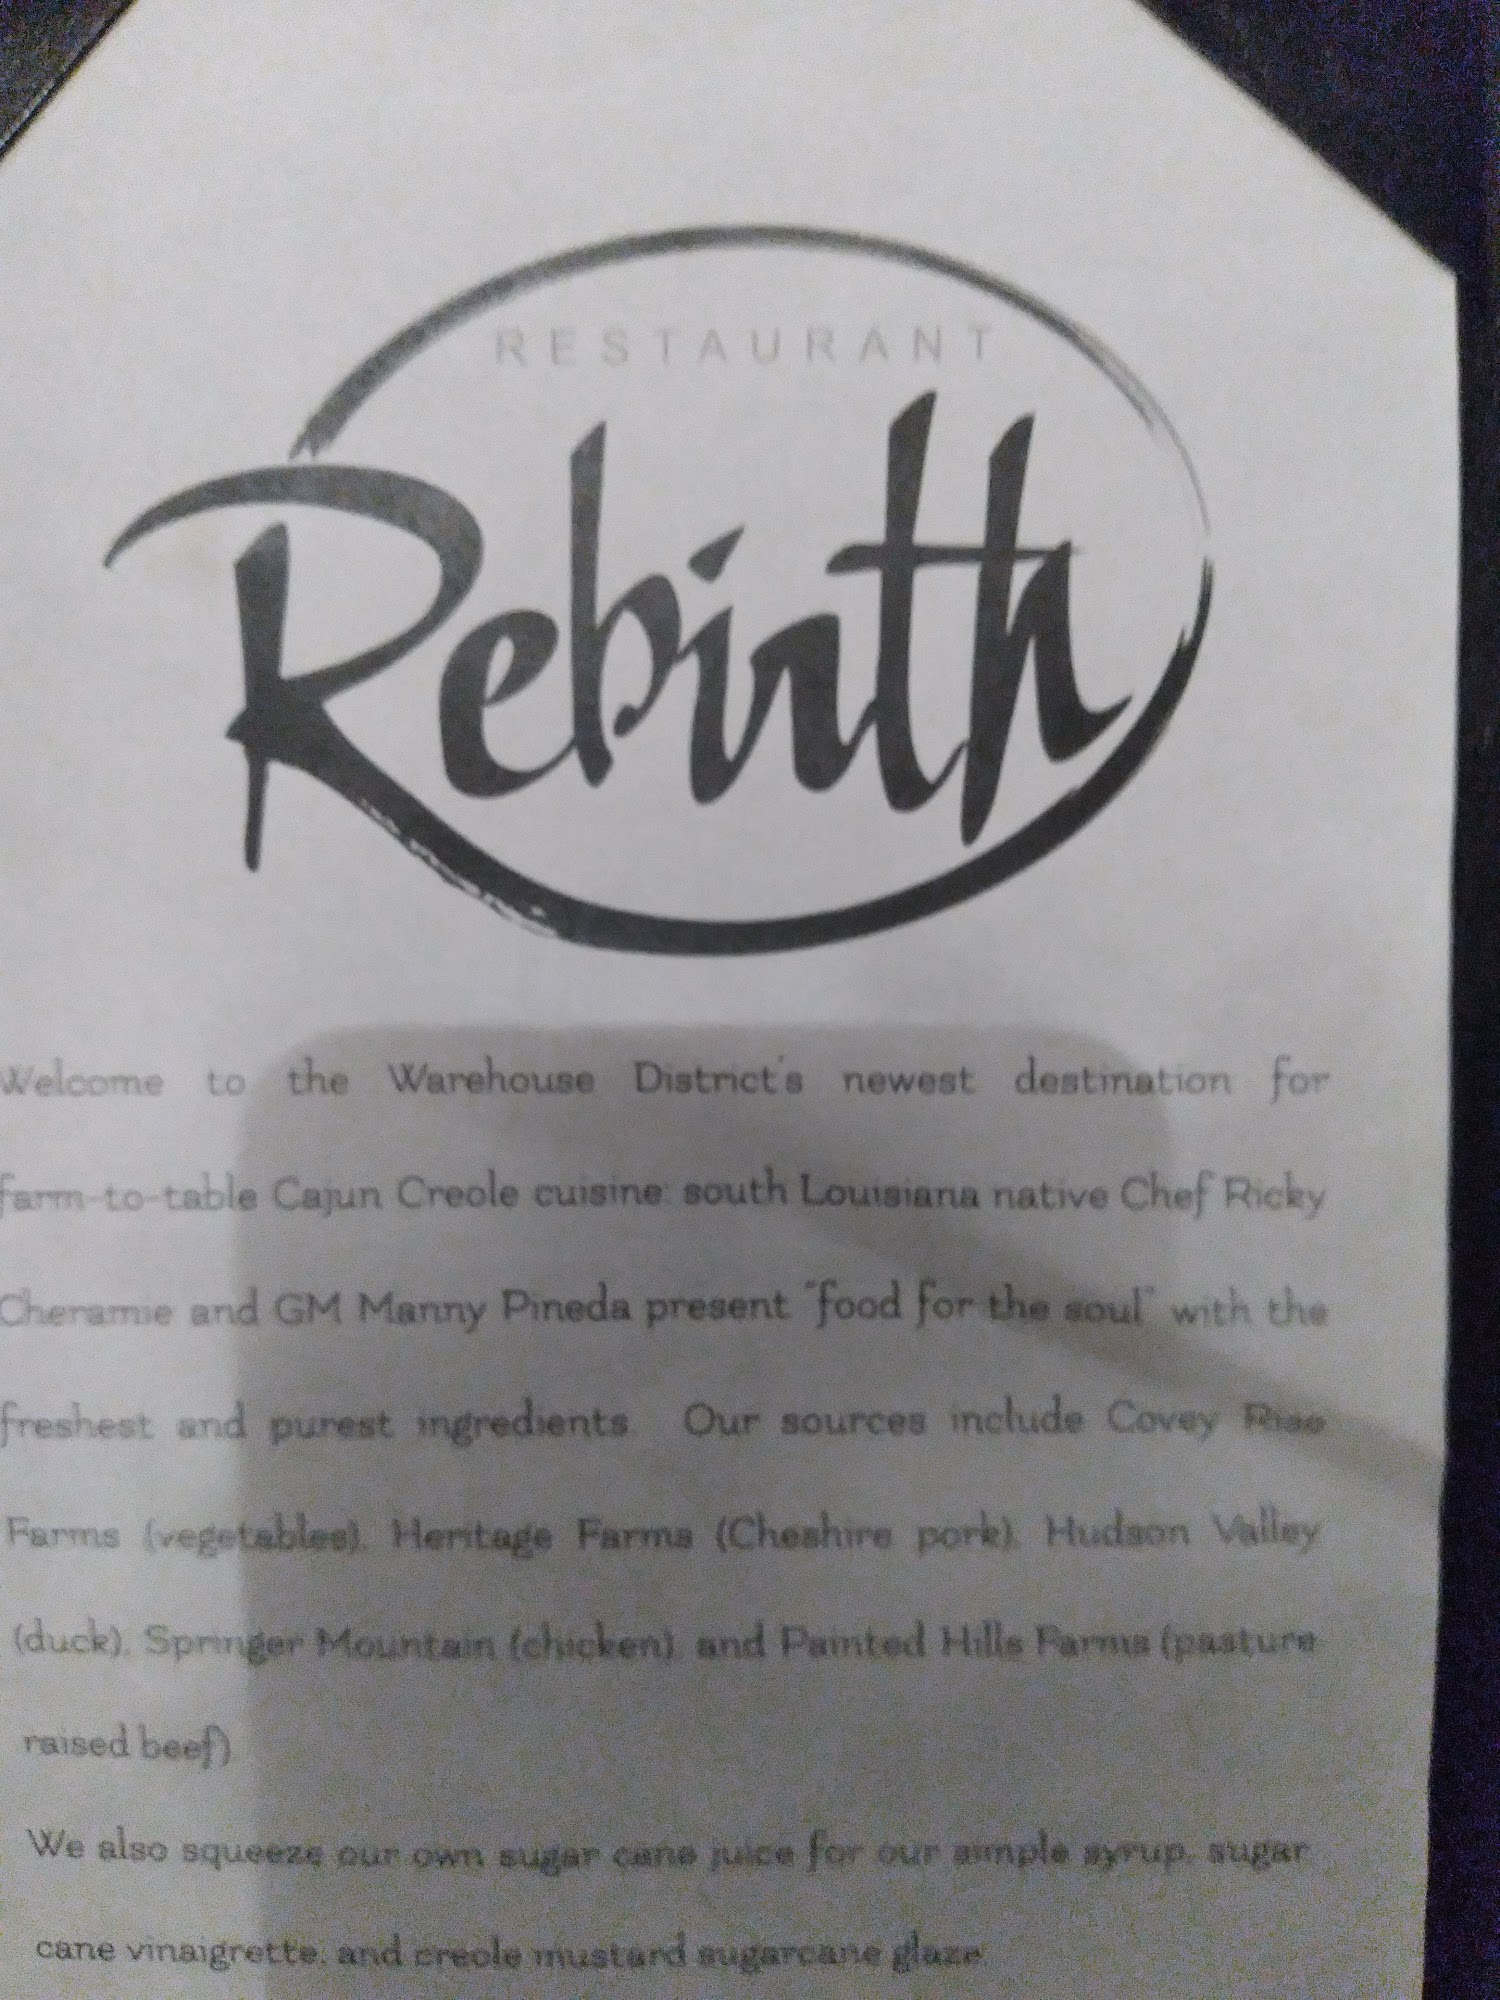 RESTAURANT
Rebirth
Welcome to the Warehouse District's newest destination for
farm-to-table Cajun Creole cuisine: south Louisiana native Chef Ricky
Cheramie and GM Manny Pineda present "food for the soul" with the
freshest and purest ingredients. Our sources include Covey Rise
Farms (vegetables), Heritage Farms (Cheshire pork), Hudson Valley
(duck), Springer Mountain (chicken), and Painted Hills Farms (pasture
raised beef)
We also squeeze our own sugar cane juice for our simple syrup, sugar
cane vinaigrette, and creole mustard sugarcane glaze.